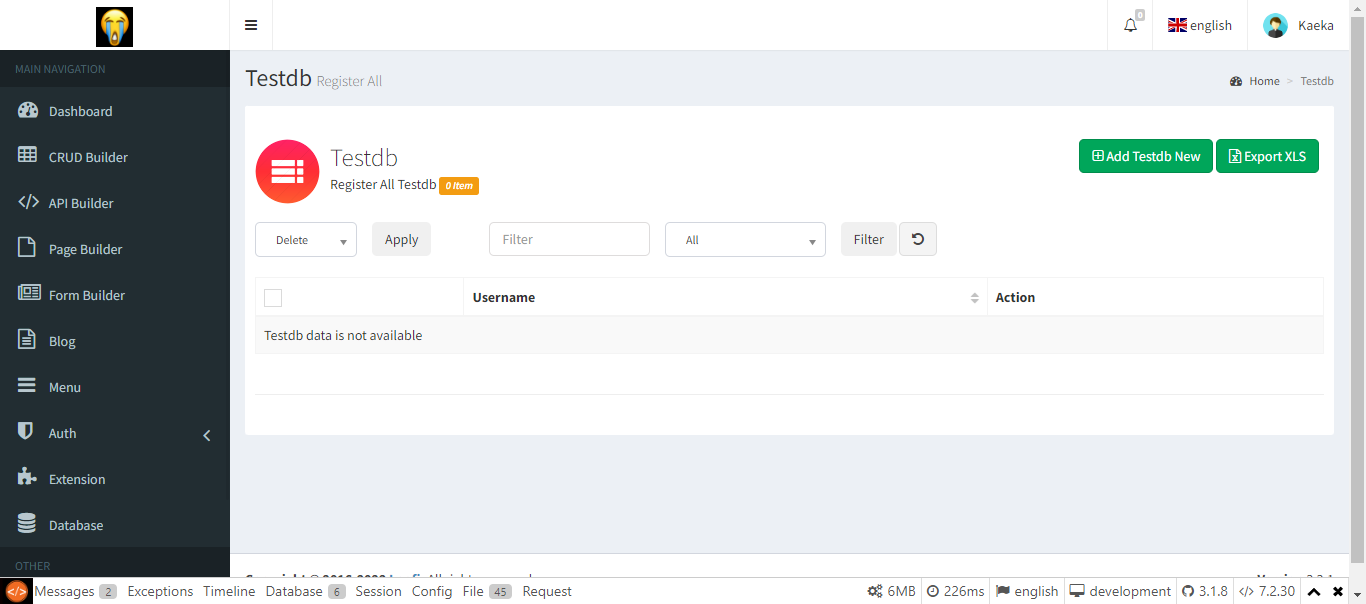 0
english
Kaeka
MAIN NAVIGATION
Dashboard
CRUD Builder
API Builder
Page Builder
Form Builder
Blog
Menu
Auth
Extension
Database
OTHER
Testdb Register All
Home > Testdb
Testdb
Register All Testdb 0 Item
Add Testdb New
Export XLS
Delete
Apply
Filter
All
Filter
Username
Action
Testdb data is not available
Messages 2 Exceptions Timeline Database 6 Session Config File 45 Request
6MB 226ms english development 3.1.8 7.2.30